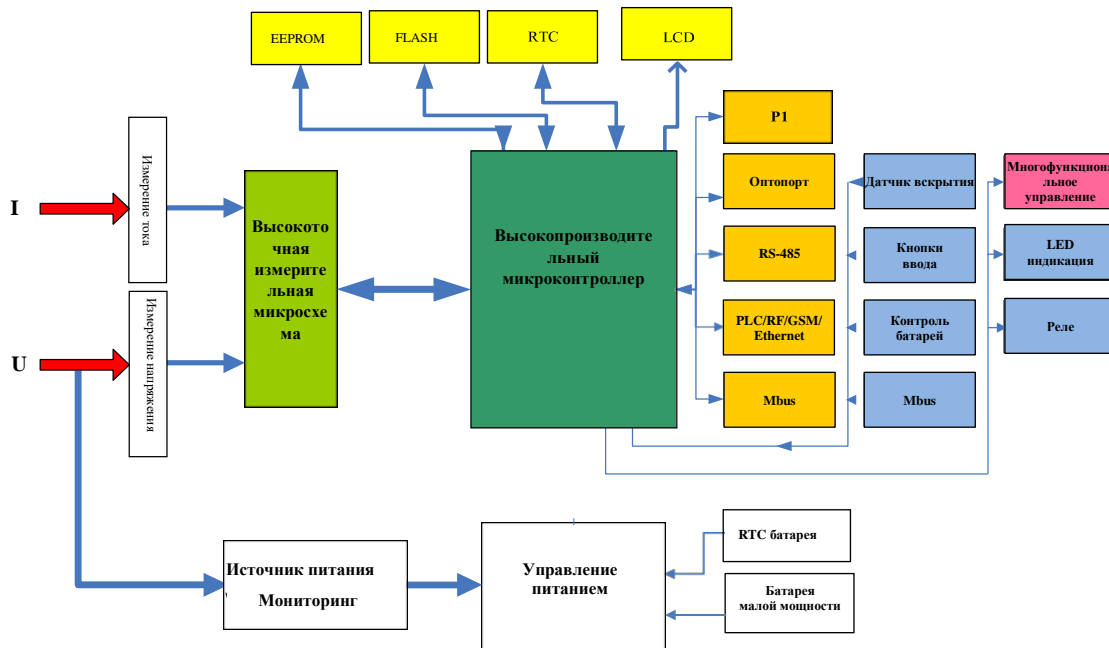 EEPROM
FLASH
RTC
LCD
I
U
Измерение тока
Измерение напряжения
Высокото
чная
измерите
льная
микросхе
ма
Высокопроизводите
льный
микроконтроллер
P1
Оптопорт
RS-485
PLC/RF/GSM/
Ethernet
Mbus
Датчик вскрытия
Кнопки
ввода
Контроль
батарей
Mbus
Многофункциона
льное
управление
LED
индикация
Реле
Источник питания
Мониторинг
Управление
питанием
RTC батарея
Батарея
малой мощности